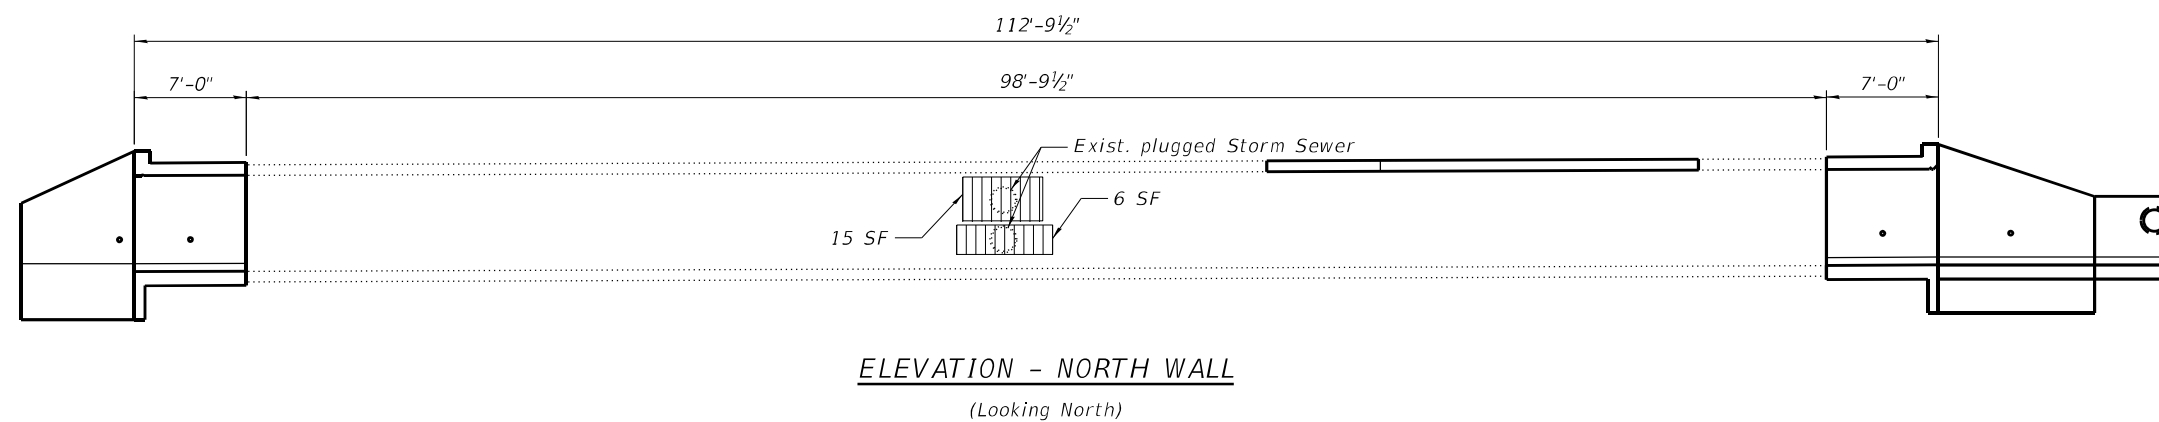 112'-9½"
7'-0" 98'-9½" 7'-0"
Exist. plugged Storm Sewer
6 SF
15 SF
ELEVATION - NORTH WALL
(Looking North)